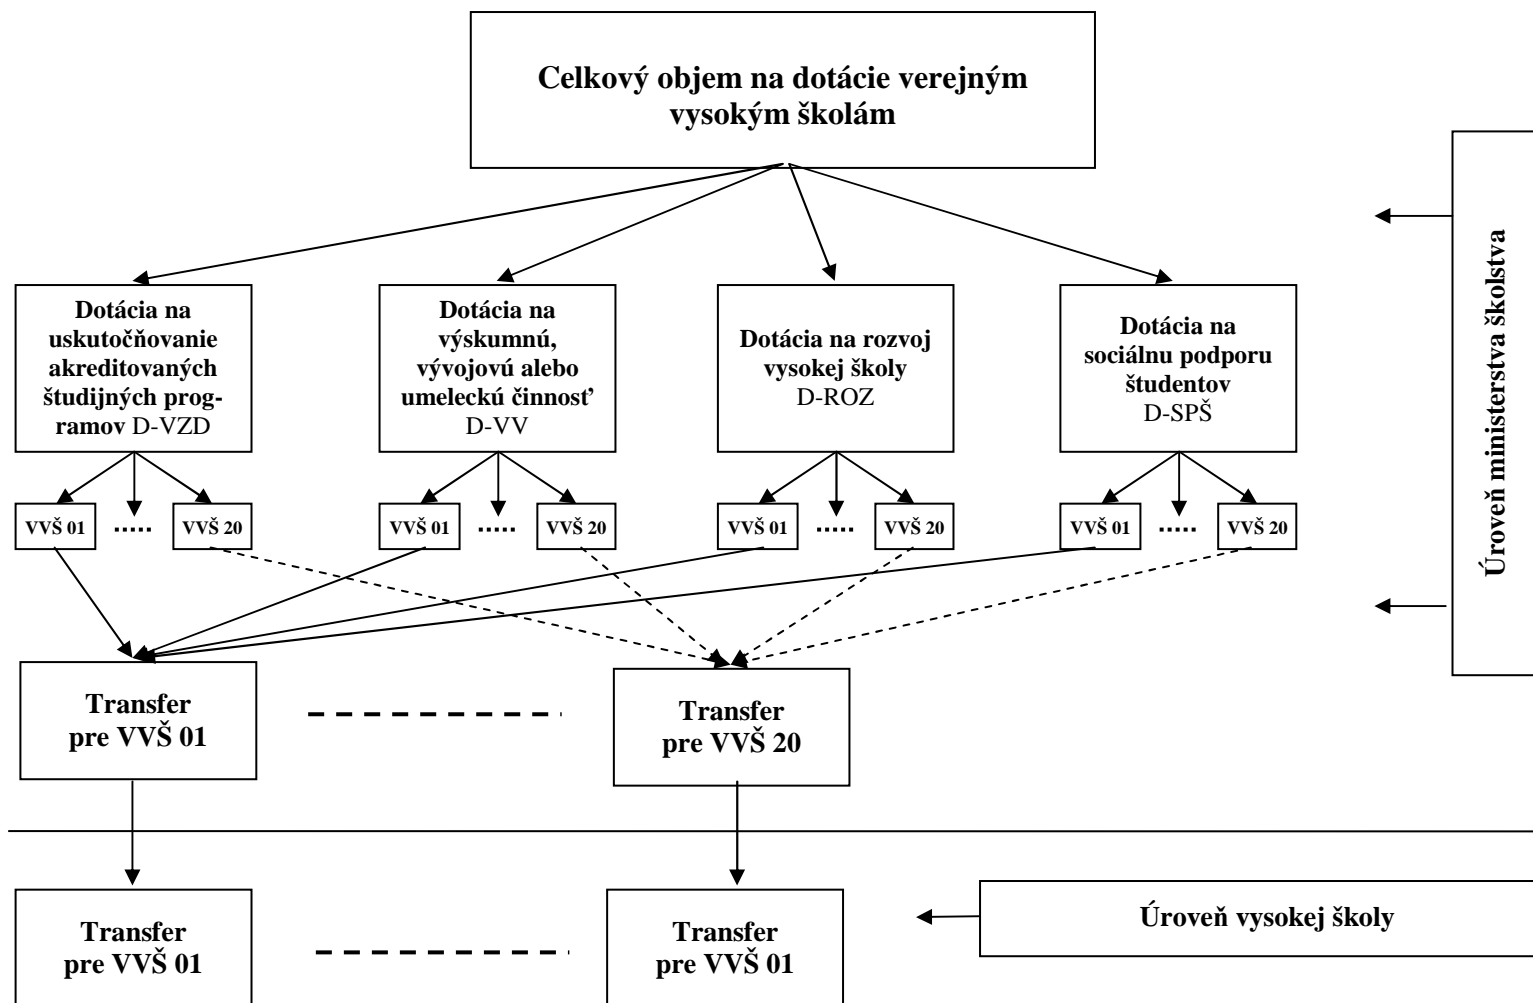 Celkový objem na dotácie verejným
vysokým školám
Úroveň ministerstva školstva
Dotácia na
uskutočňovanie
akreditovaných
študijných prog-
ramov D-VZD
Dotácia na
výskumnú,
vývojovú alebo
umeleckú činnosť
D-VV
Dotácia na rozvoj
vysokej školy
D-ROZ
Dotácia na
sociálnu podporu
študentov
D-SPŠ
VVŠ 01
.....
VVŠ 20
VVŠ 01
.....
VVŠ 20
VVŠ 01
.....
VVŠ 20
VVŠ 01
.....
VVŠ 20
Transfer
pre VVŠ 01
Transfer
pre VVŠ 20
Transfer
pre VVŠ 01
Transfer
pre VVŠ 01
Úroveň vysokej školy